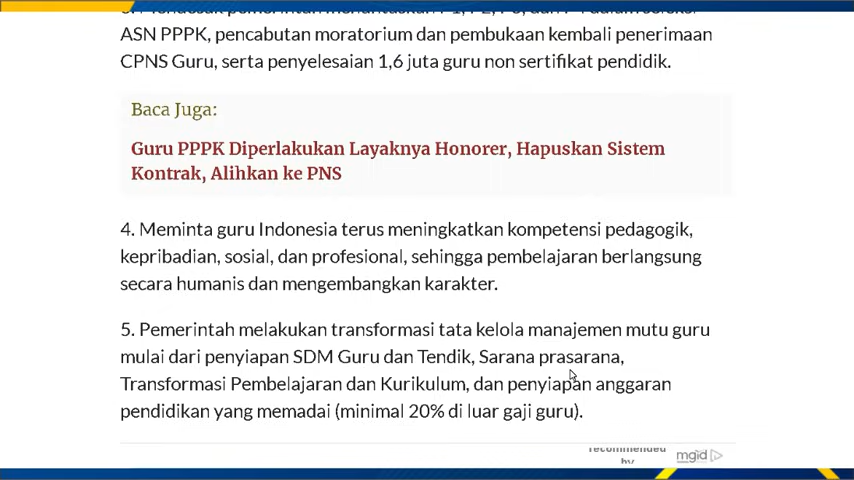 ASN PPPK, pencabutan moratorium dan pembukaan kembali penerimaan
CPNS Guru, serta penyelesaian 1,6 juta guru non sertifikat pendidik.
Baca Juga:
Guru PPPK Diperlakukan Layaknya Honorer, Hapuskan Sistem
Kontrak, Alihkan ke PNS
4. Meminta guru Indonesia terus meningkatkan kompetensi pedagogik,
kepribadian, sosial, dan profesional, sehingga pembelajaran berlangsung
secara humanis dan mengembangkan karakter.
5. Pemerintah melakukan transformasi tata kelola manajemen mutu guru
mulai dari penyiapan SDM Guru dan Tendik, Sarana prasarana,
Transformasi Pembelajaran dan Kurikulum, dan penyiapan anggaran
pendidikan yang memadai (minimal 20% di luar gaji guru).
recommended
by
mgid